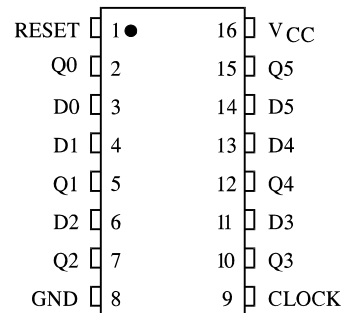 RESET 1 16 VCC
Q0 2 15 Q5
D0 3 14 D5
D1 4 13 D4
Q1 5 12 Q4
D2 6 11 D3
Q2 7 10 Q3
GND 8 9 CLOCK